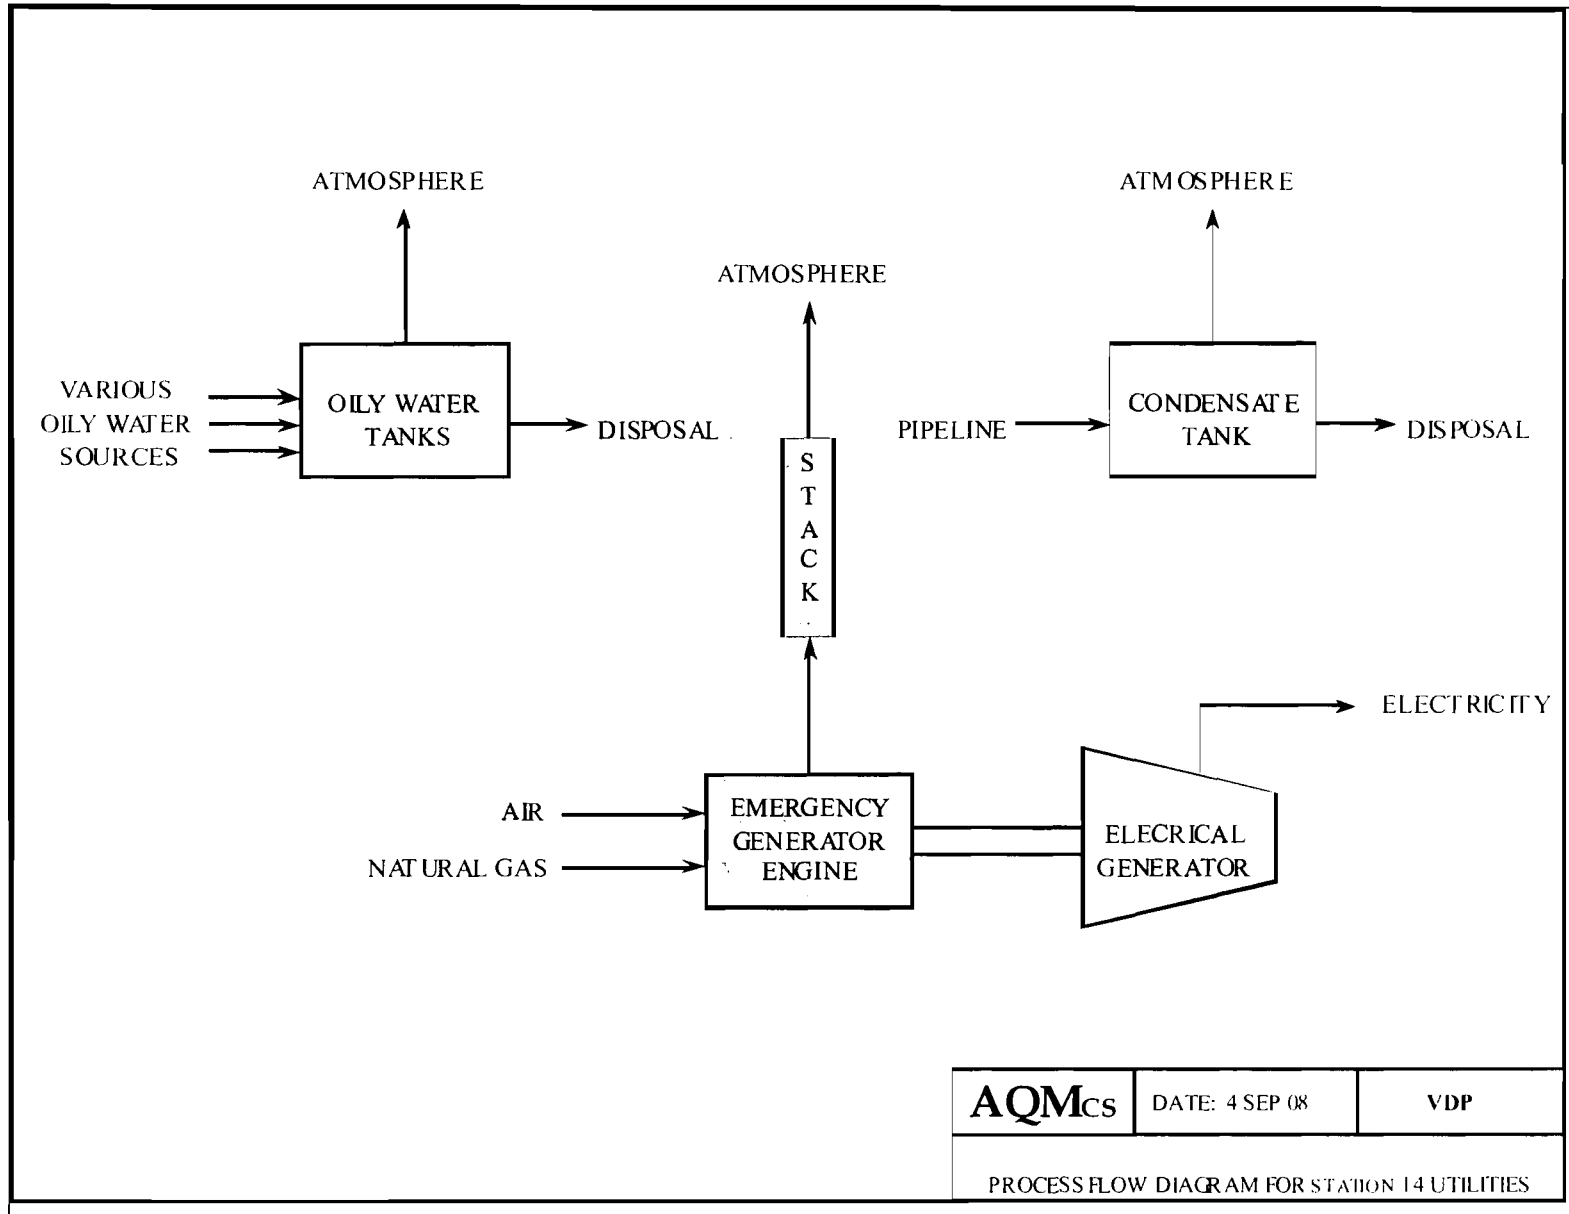 ATMOSPHERE
ATMOSPHERE
ATMOSPHERE
VARIOUS
OILY WATER
SOURCES
OILY WATER
TANKS
DISPOSAL
PIPELINE
CONDENSATE
TANK
DISPOSAL
S
T
A
C
K
ELECTRICITY
AIR
NATURAL GAS
EMERGENCY
GENERATOR
ENGINE
ELECRICAL
GENERATOR
AQMCS
DATE: 4 SEP 08
VDP
PROCESS FLOW DIAGRAM FOR STATION 14 UTILITIES